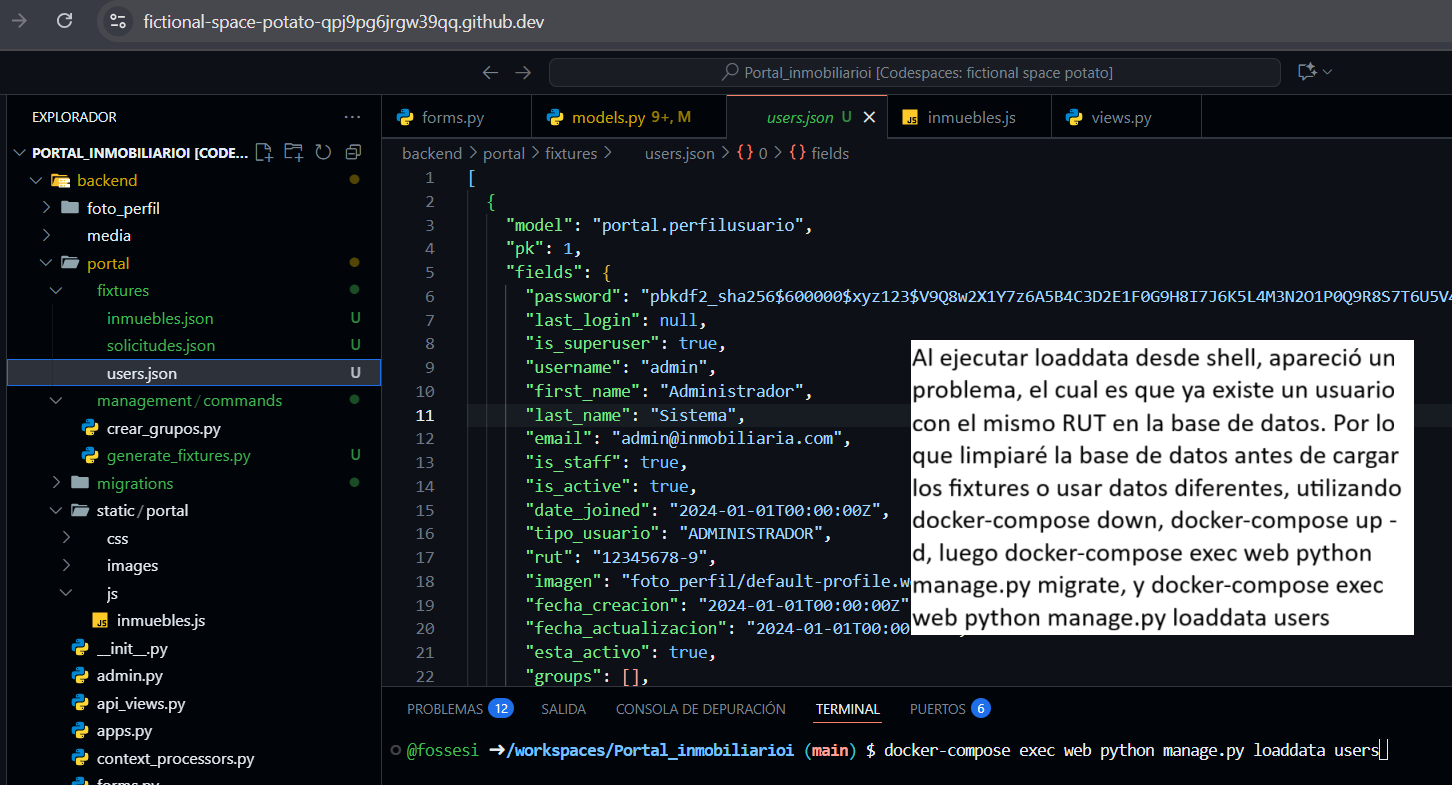 fictional-space-potato-qpj9pg6jrgw39qq.github.dev
Portal_inmobiliarioi [Codespaces: fictional space potato]
EXPLORADOR
PORTAL_INMOBILIARIOI [CODE...
backend
foto_perfil
media
portal
fixtures
inmuebles.json U
solicitudes.json U
users.json U
management/commands
crear_grupos.py
generate_fixtures.py U
migrations
static/portal
css
images
js
JS inmuebles.js
__init__.py
admin.py
api_views.py
apps.py
context_processors.py
forms.py
forms.py
models.py 9+, M
users.json U
JS inmuebles.js
views.py
backend > portal > fixtures > users.json > {} 0 > {} fields
1 [
2 {
3 "model": "portal.perfilusuario",
4 "pk": 1,
5 "fields": {
6 "password": "pbkdf2_sha256$600000$xyz123$V9Q8w2X1Y7z6A5B4C3D2E1F0G9H8I7J6K5L4M3N2O1P0Q9R8S7T6U5V4
7 "last_login": null,
8 "is_superuser": true,
9 "username": "admin",
10 "first_name": "Administrador",
11 "last_name": "Sistema",
12 "email": "admin@inmobiliaria.com",
13 "is_staff": true,
14 "is_active": true,
15 "date_joined": "2024-01-01T00:00:00Z",
16 "tipo_usuario": "ADMINISTRADOR",
17 "rut": "12345678-9",
18 "imagen": "foto_perfil/default-profile.w
19 "fecha_creacion": "2024-01-01T00:00:00Z"
20 "fecha_actualizacion": "2024-01-01T00:00
21 "esta_activo": true,
22 "groups": [],
Al ejecutar loaddata desde shell, apareció un
problema, el cual es que ya existe un usuario
con el mismo RUT en la base de datos. Por lo
que limpiaré la base de datos antes de cargar
los fixtures o usar datos diferentes, utilizando
docker-compose down, docker-compose up -
d, luego docker-compose exec web python
manage.py migrate, y docker-compose exec
web python manage.py loaddata users
PROBLEMAS 12 SALIDA CONSOLA DE DEPURACIÓN TERMINAL PUERTOS 6
@fossesi ➜/workspaces/Portal_inmobiliarioi (main) $ docker-compose exec web python manage.py loaddata users